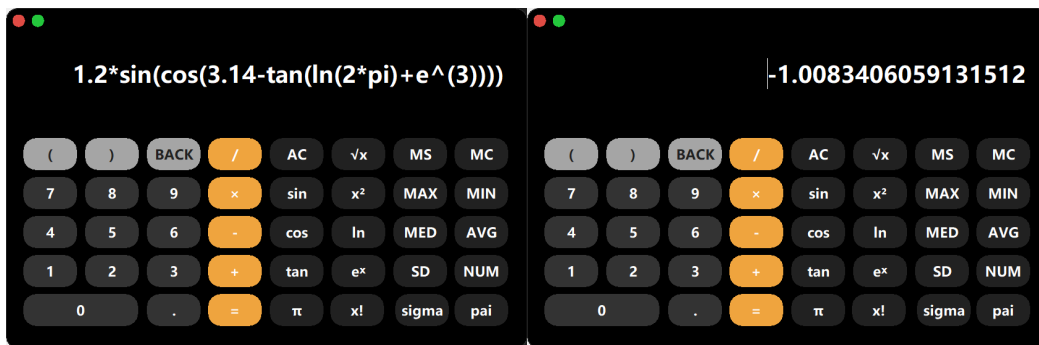 1.2*sin(cos(3.14-tan(ln(2*pi)+e^(3))))
( ) BACK / AC √x MS MC
7 8 9 × sin x² MAX MIN
4 5 6 - cos ln MED AVG
1 2 3 + tan eˣ SD NUM
0 . = π x! sigma pai
-1.0083406059131512
( ) BACK / AC √x MS MC
7 8 9 × sin x² MAX MIN
4 5 6 - cos ln MED AVG
1 2 3 + tan eˣ SD NUM
0 . = π x! sigma pai